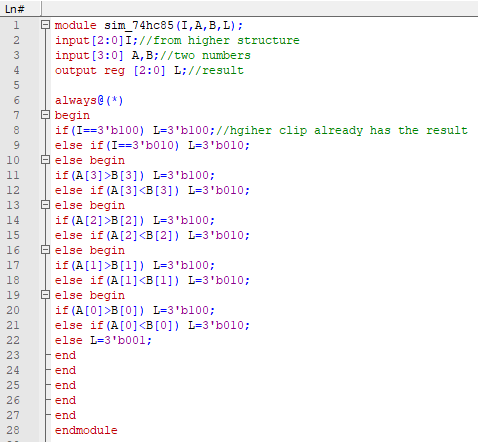 Ln#
1 module sim_74hc85(I,A,B,L);
2 input[2:0]I;//from higher structure
3 input[3:0] A,B;//two numbers
4 output reg [2:0] L;//result
5
6 always@(*)
7 begin
8 if(I==3'b100) L=3'b100;//hgiher clip already has the result
9 else if(I==3'b010) L=3'b010;
10 else begin
11 if(A[3]>B[3]) L=3'b100;
12 else if(A[3]<B[3]) L=3'b010;
13 else begin
14 if(A[2]>B[2]) L=3'b100;
15 else if(A[2]<B[2]) L=3'b010;
16 else begin
17 if(A[1]>B[1]) L=3'b100;
18 else if(A[1]<B[1]) L=3'b010;
19 else begin
20 if(A[0]>B[0]) L=3'b100;
21 else if(A[0]<B[0]) L=3'b010;
22 else L=3'b001;
23 end
24 end
25 end
26 end
27 end
28 endmodule